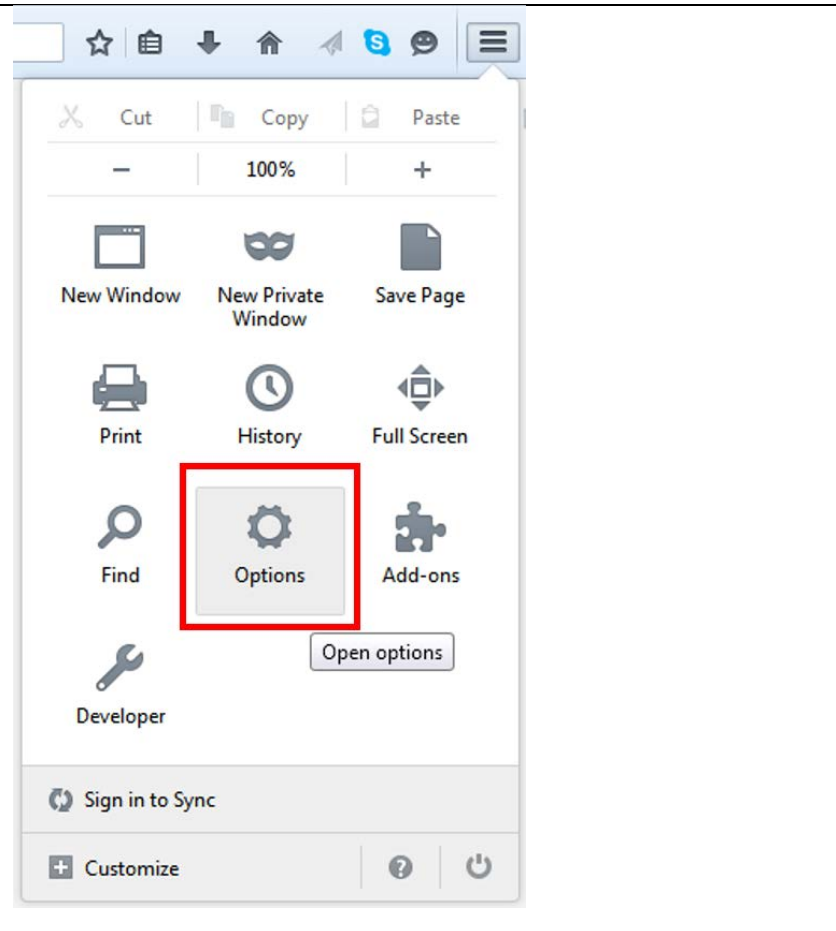 Cut Copy Paste
− 100% +
New Window New Private Window Save Page
Print History Full Screen
Find Options Add-ons
Open options
Developer
Sign in to Sync
Customize